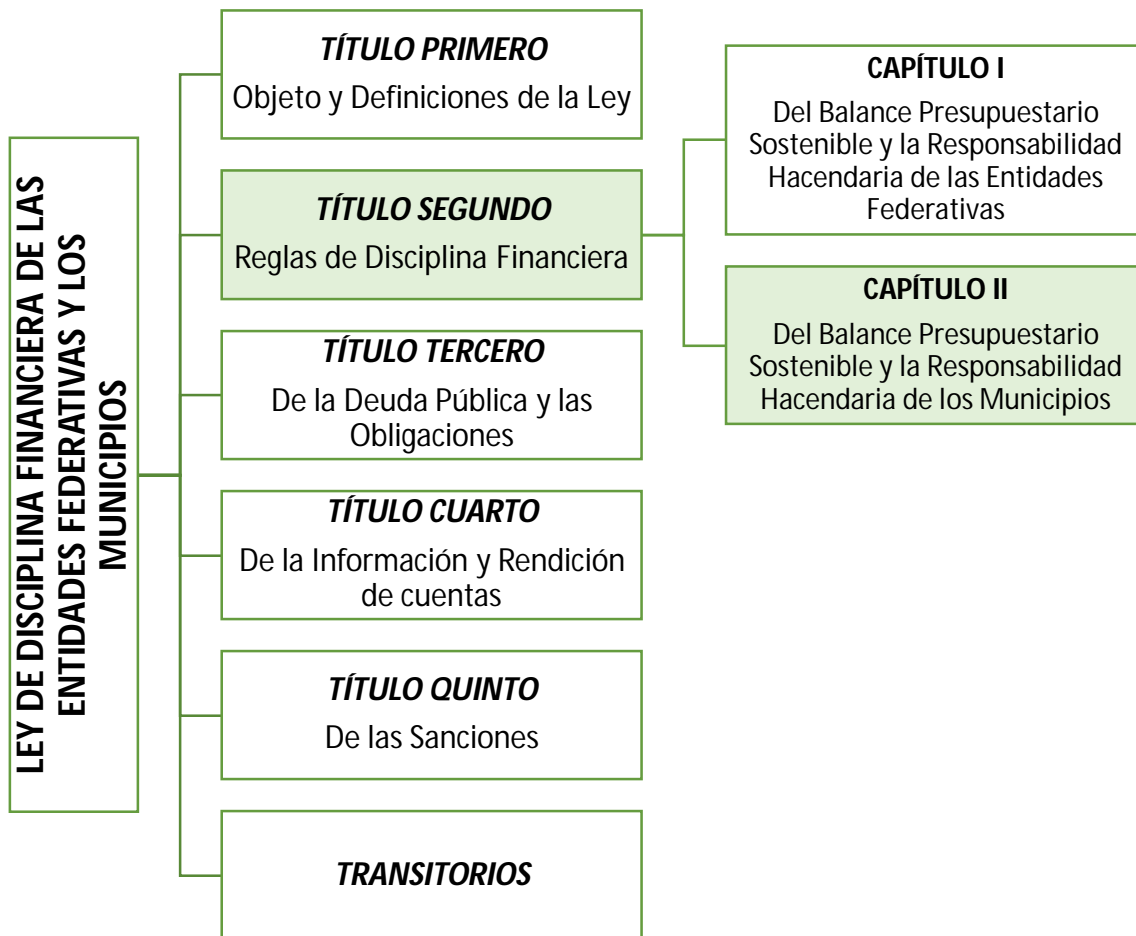 LEY DE DISCIPLINA FINANCIERA DE LAS
ENTIDADES FEDERATIVAS Y LOS
MUNICIPIOS
TÍTULO PRIMERO
Objeto y Definiciones de la Ley
TÍTULO SEGUNDO
Reglas de Disciplina Financiera
CAPÍTULO I
Del Balance Presupuestario
Sostenible y la Responsabilidad
Hacendaria de las Entidades
Federativas
CAPÍTULO II
Del Balance Presupuestario
Sostenible y la Responsabilidad
Hacendaria de los Municipios
TÍTULO TERCERO
De la Deuda Pública y las
Obligaciones
TÍTULO CUARTO
De la Información y Rendición
de cuentas
TÍTULO QUINTO
De las Sanciones
TRANSITORIOS